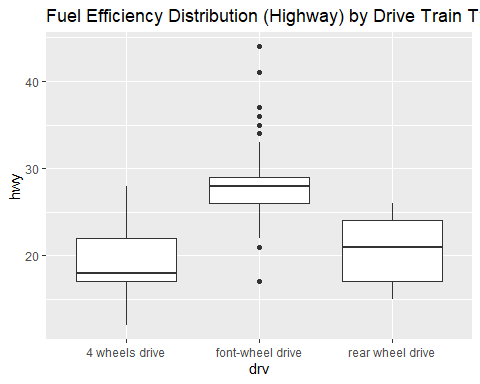 Fuel Efficiency Distribution (Highway) by Drive Train T
hwy
40
30
20
4 wheels drive font-wheel drive rear wheel drive
drv